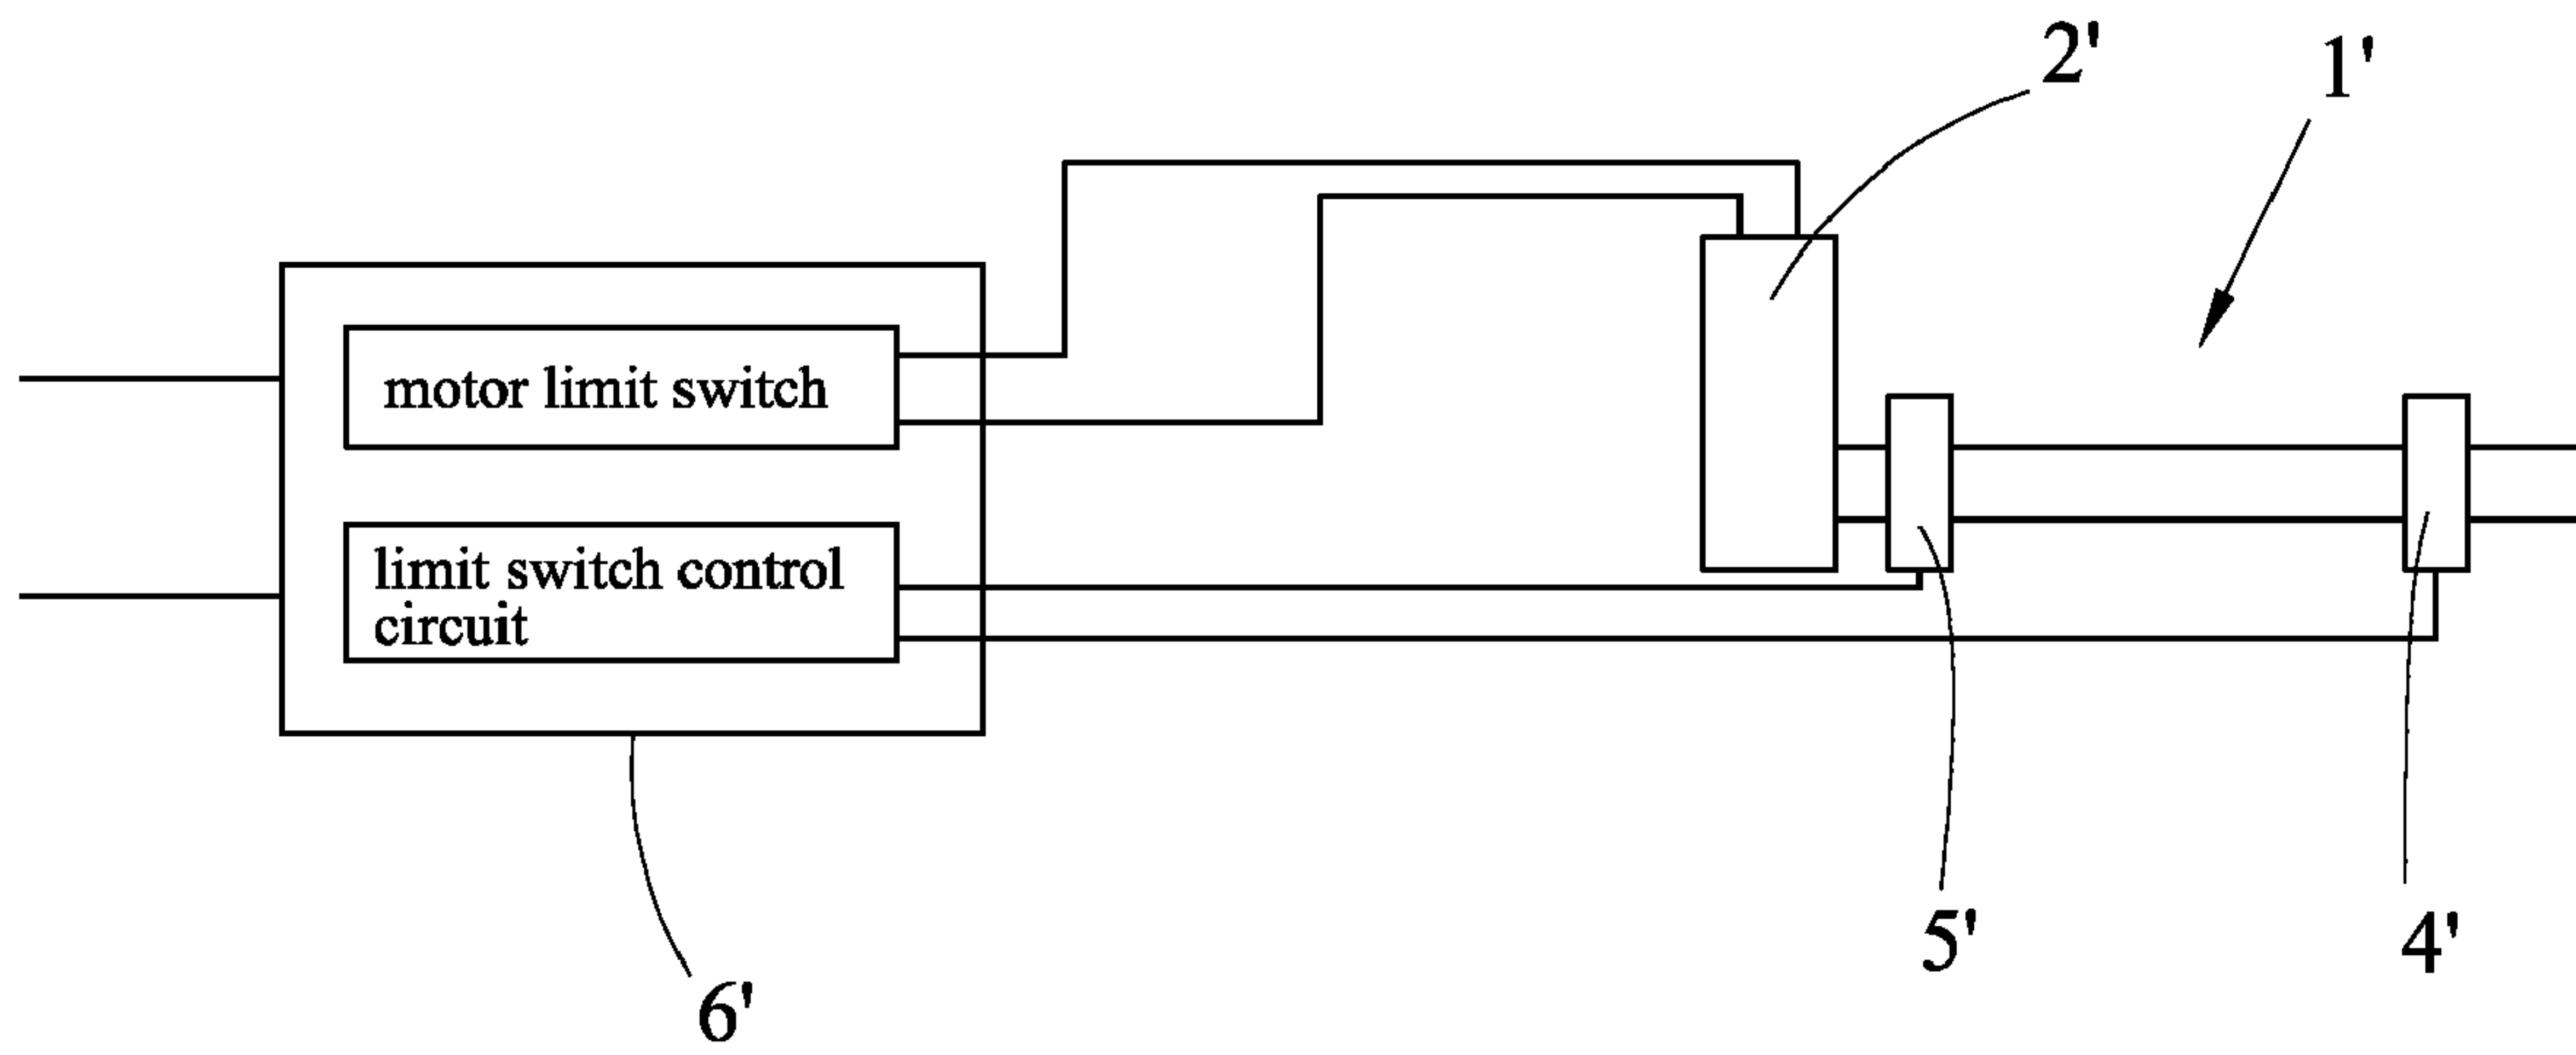 2'
1'
motor limit switch
limit switch control
circuit
5'
4'
6'